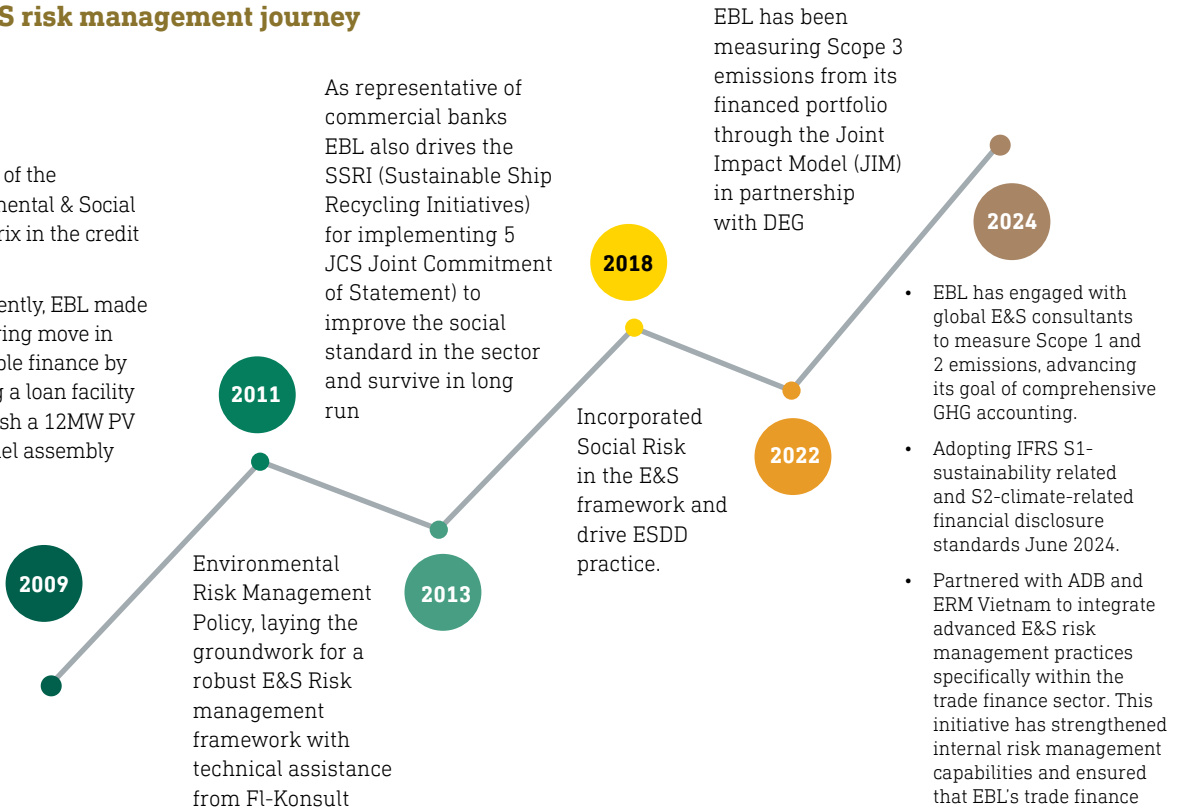 S risk management journey
of the
mental & Social
rix in the credit
ently, EBL made
ring move in
ble finance by
g a loan facility
sh a 12MW PV
el assembly
2009
2011
Environmental
Risk Management
Policy, laying the
groundwork for a
robust E&S Risk
management
framework with
technical assistance
from Fl-Konsult
As representative of
commercial banks
EBL also drives the
SSRI (Sustainable Ship
Recycling Initiatives)
for implementing 5
JCS Joint Commitment
of Statement) to
improve the social
standard in the sector
and survive in long
run
2013
2018
Incorporated
Social Risk
in the E&S
framework and
drive ESDD
practice.
EBL has been
measuring Scope 3
emissions from its
financed portfolio
through the Joint
Impact Model (JIM)
in partnership
with DEG
2022
2024
• EBL has engaged with
global E&S consultants
to measure Scope 1 and
2 emissions, advancing
its goal of comprehensive
GHG accounting.
• Adopting IFRS S1-
sustainability related
and S2-climate-related
financial disclosure
standards June 2024.
• Partnered with ADB and
ERM Vietnam to integrate
advanced E&S risk
management practices
specifically within the
trade finance sector. This
initiative has strengthened
internal risk management
capabilities and ensured
that EBL's trade finance